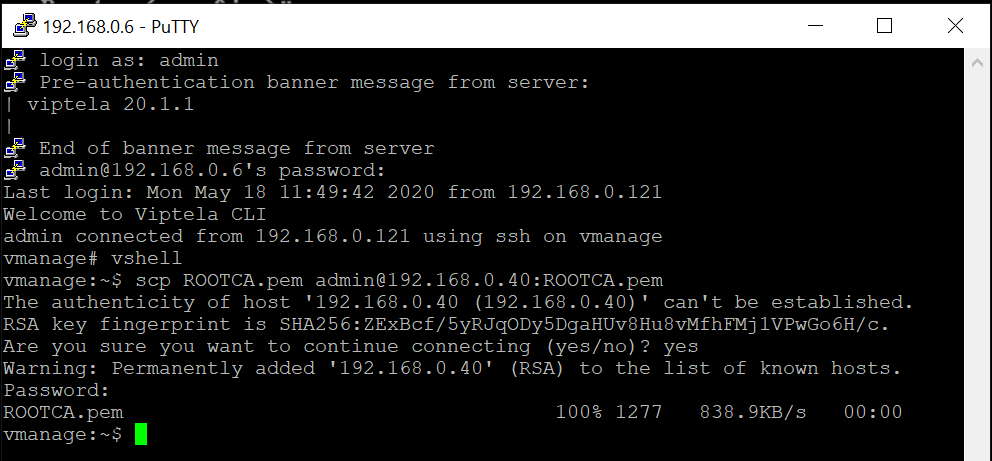 192.168.0.6 - PuTTY
login as: admin
Pre-authentication banner message from server:
| viptela 20.1.1
|
End of banner message from server
admin@192.168.0.6's password:
Last login: Mon May 18 11:49:42 2020 from 192.168.0.121
Welcome to Viptela CLI
admin connected from 192.168.0.121 using ssh on vmanage
vmanage# vshell
vmanage:~$ scp ROOTCA.pem admin@192.168.0.40:ROOTCA.pem
The authenticity of host '192.168.0.40 (192.168.0.40)' can't be established.
RSA key fingerprint is SHA256:ZExBcf/5yRJqODy5DgaHUv8Hu8vMfhFMj1VPwGo6H/c.
Are you sure you want to continue connecting (yes/no)? yes
Warning: Permanently added '192.168.0.40' (RSA) to the list of known hosts.
Password:
ROOTCA.pem 100% 1277 838.9KB/s 00:00
vmanage:~$